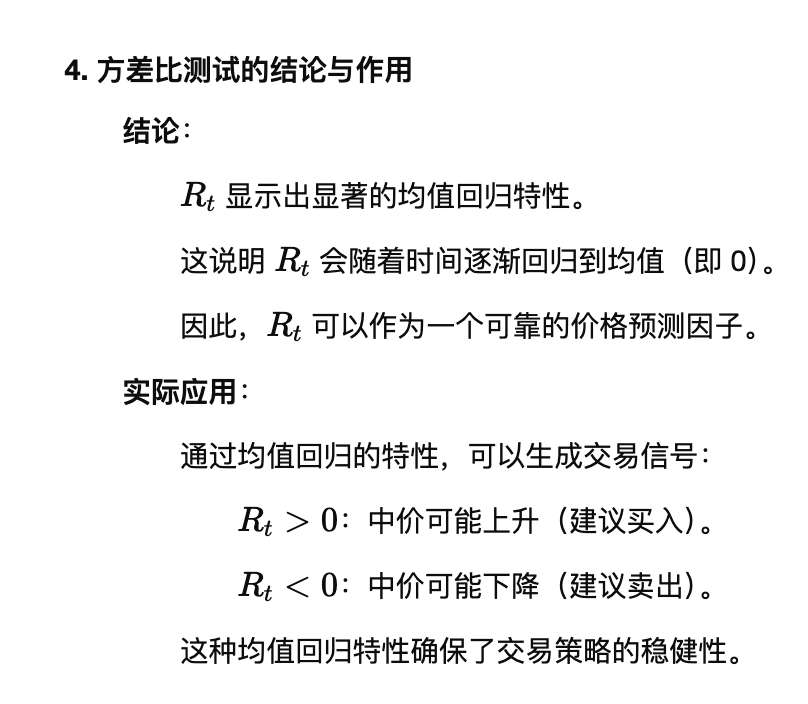 4. 方差比测试的结论与作用
结论：
Rt 显示出显著的均值回归特性。
这说明 Rt 会随着时间逐渐回归到均值（即 0）。
因此，Rt 可以作为一个可靠的价格预测因子。
实际应用：
通过均值回归的特性，可以生成交易信号：
Rt > 0：中价可能上升（建议买入）。
Rt < 0：中价可能下降（建议卖出）。
这种均值回归特性确保了交易策略的稳健性。